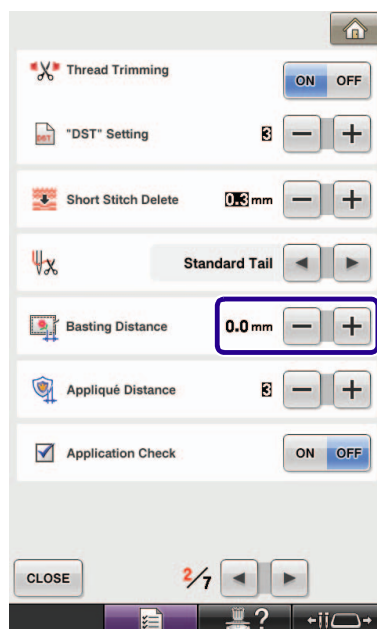 Thread Trimming
ON OFF
DST
"DST" Setting 3 − +
Short Stitch Delete 0.3 mm − +
Standard Tail
Basting Distance 0.0 mm − +
Appliqué Distance 3 − +
Application Check ON OFF
CLOSE 2/7
?